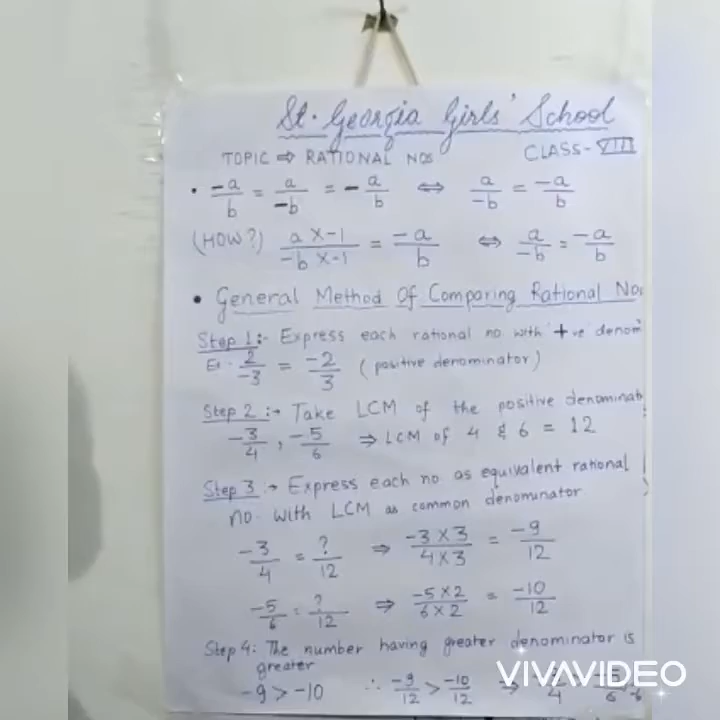 St. Georgia Girls' School
TOPIC ⇒ RATIONAL NOs CLASS-VIII
• -a/b = a/-b = -a/b ⇔ a/-b = -a/b
(HOW?) a × -1/-b × -1 = -a/b ⇔ a/-b = -a/b
• General Method Of Comparing Rational Nos
Step 1:- Express each rational no with +ve denom
Ex. 2/-3 = -2/3 (positive denominator)
Step 2 :→ Take LCM of the positive denominat
-3/4, -5/6 ⇒ LCM of 4 & 6 = 12
Step 3 :→ Express each no as equivalent rational
no. with LCM as common denominator
-3/4 = ?/12 ⇒ -3 × 3/4 × 3 = -9/12
-5/6 = ?/12 ⇒ -5 × 2/6 × 2 = -10/12
Step 4: The number having greater denominator is
greater
-9 > -10 ∴ -9/12 > -10/12 ⇒
VIVAVIDEO